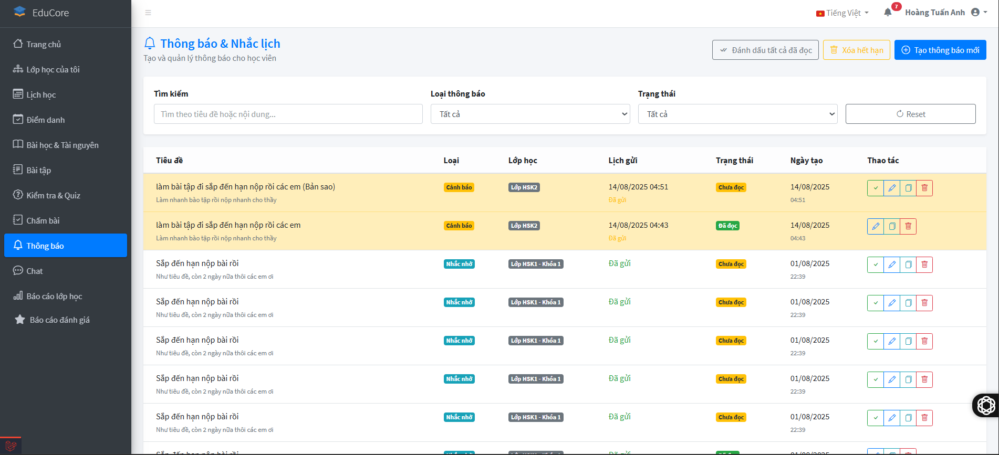 EduCore
Tiếng Việt
7
Hoàng Tuấn Anh
Trang chủ
Lớp học của tôi
Lịch học
Điểm danh
Bài học & Tài nguyên
Bài tập
Kiểm tra & Quiz
Chấm bài
Thông báo
Chat
Báo cáo lớp học
Báo cáo đánh giá
Thông báo & Nhắc lịch
Tạo và quản lý thông báo cho học viên
Đánh dấu tất cả đã đọc
Xóa hết hạn
Tạo thông báo mới
Tìm kiếm
Loại thông báo
Trạng thái
Tìm theo tiêu đề hoặc nội dung...
Tất cả
Tất cả
Reset
Tiêu đề Loại Lớp học Lịch gửi Trạng thái Ngày tạo Thao tác
làm bài tập đi sắp đến hạn nộp rồi các em (Bản sao) Cảnh báo Lớp HSK2 14/08/2025 04:51 Chưa đọc 14/08/2025
Làm nhanh bào tập rồi nộp nhanh cho thầy Đã gửi 04:51
làm bài tập đi sắp đến hạn nộp rồi các em Cảnh báo Lớp HSK2 14/08/2025 04:43 Đã đọc 14/08/2025
Làm nhanh bào tập rồi nộp nhanh cho thầy Đã gửi 04:43
Sắp đến hạn nộp bài rồi Nhắc nhở Lớp HSK1 - Khóa 1 Đã gửi Chưa đọc 01/08/2025
Như tiêu đề, còn 2 ngày nữa thôi các em ơi 22:39
Sắp đến hạn nộp bài rồi Nhắc nhở Lớp HSK1 - Khóa 1 Đã gửi Chưa đọc 01/08/2025
Như tiêu đề, còn 2 ngày nữa thôi các em ơi 22:39
Sắp đến hạn nộp bài rồi Nhắc nhở Lớp HSK1 - Khóa 1 Đã gửi Chưa đọc 01/08/2025
Như tiêu đề, còn 2 ngày nữa thôi các em ơi 22:39
Sắp đến hạn nộp bài rồi Nhắc nhở Lớp HSK1 - Khóa 1 Đã gửi Chưa đọc 01/08/2025
Như tiêu đề, còn 2 ngày nữa thôi các em ơi 22:39
Sắp đến hạn nộp bài rồi Nhắc nhở Lớp HSK1 - Khóa 1 Đã gửi Chưa đọc 01/08/2025
Như tiêu đề, còn 2 ngày nữa thôi các em ơi 22:39